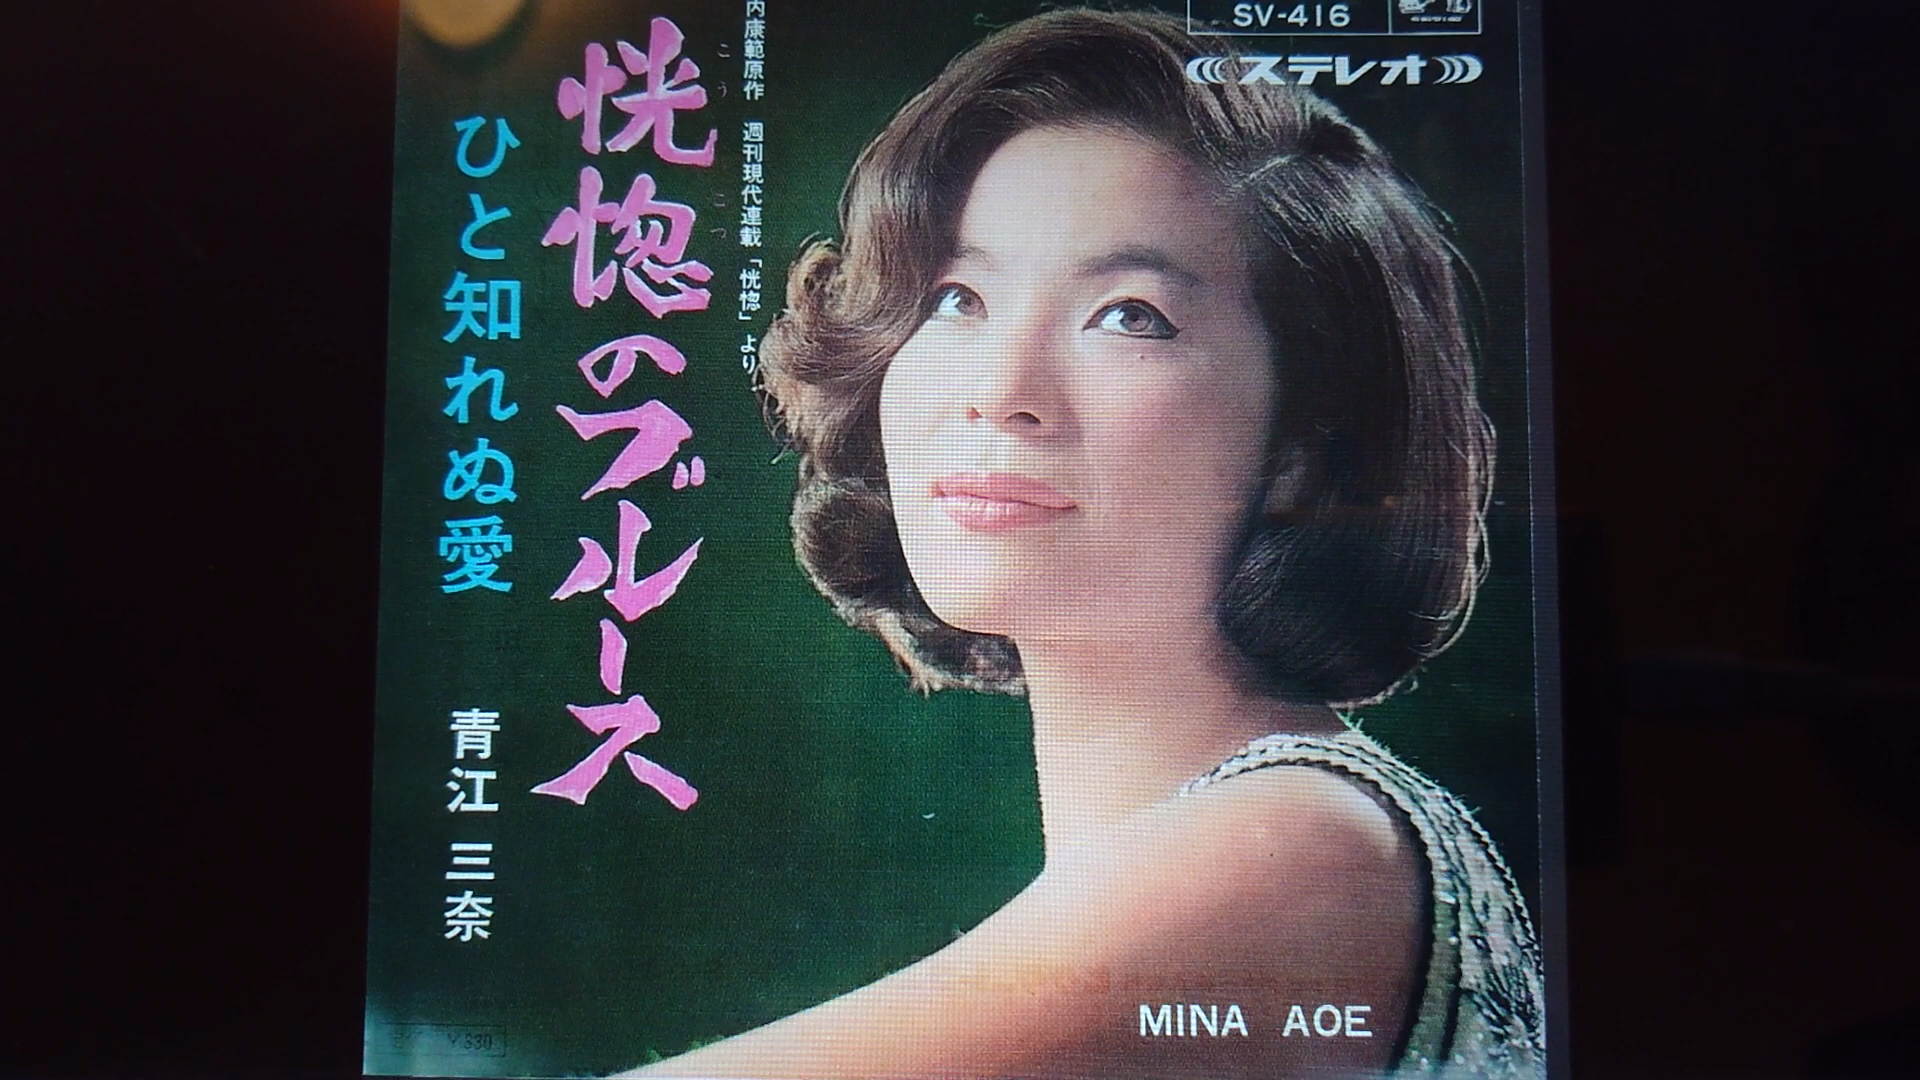 SV-416
ステレオ
内康範原作 週刊現代連載「恍惚」より
こうこつ
恍惚のブルース
ひと知れぬ愛
青江三奈
MINA AOE
¥330